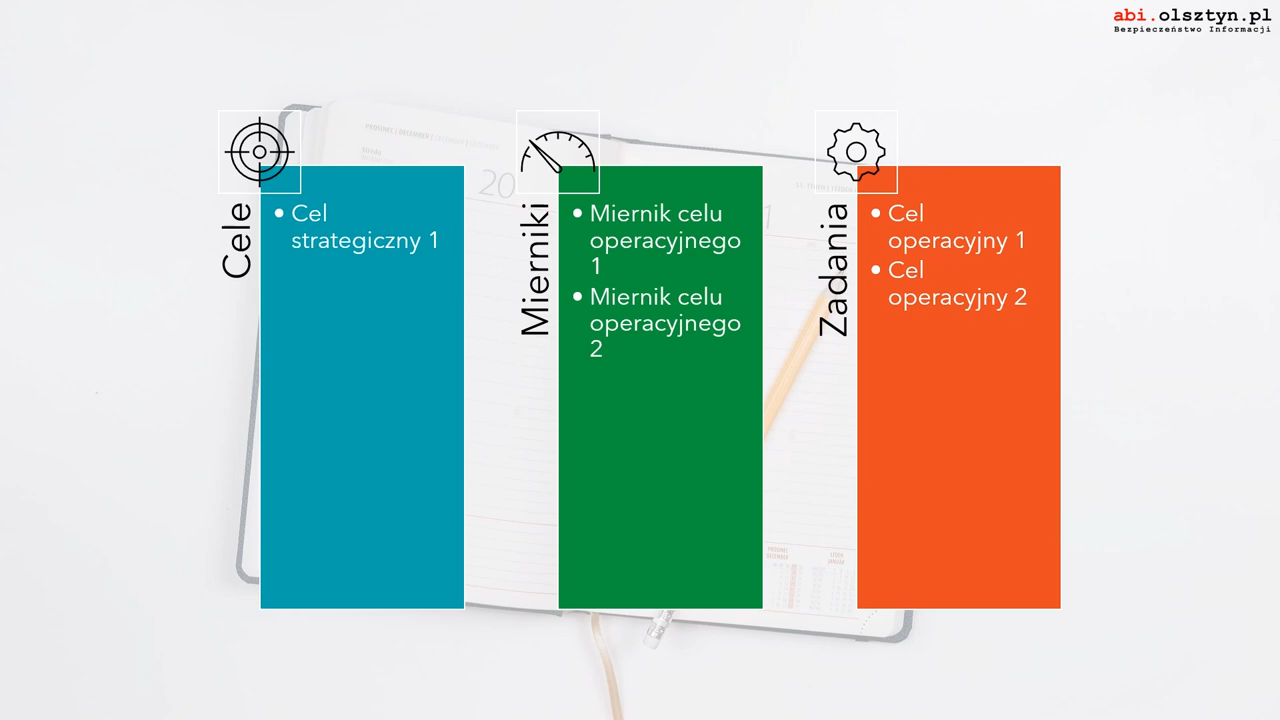 abi.olsztyn.pl
Bezpieczeństwo Informacji
Cele
• Cel
strategiczny 1
Mierniki
• Miernik celu
operacyjnego
1
• Miernik celu
operacyjnego
2
Zadania
• Cel
operacyjny 1
• Cel
operacyjny 2
20